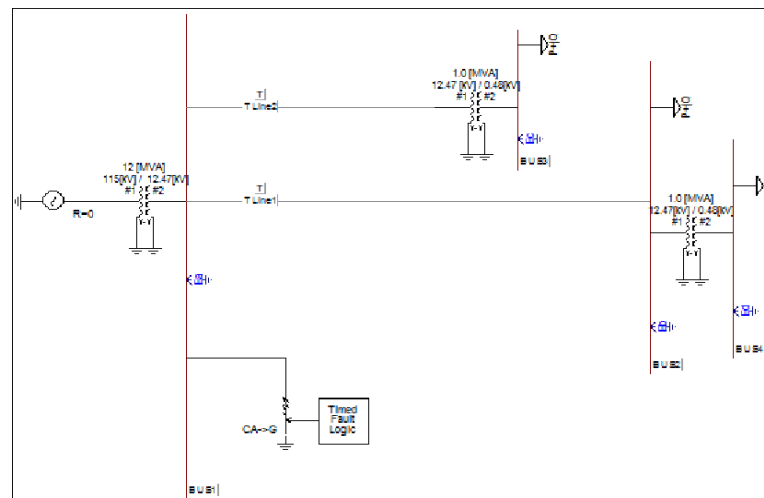 1.0 [MVA]
12.47 [kV] / 0.48[kV]
#1 #2
Y-Y
P+jQ
P+jQ
T
TLine2
BUS3
12 [MVA]
115[kV] / 12.47[kV]
#1 #2
Y-Y
R=0
T
TLine1
1.0 [MVA]
12.47[kV] / 0.48[kV]
#1 #2
Y-Y
CA->G
Timed
Fault
Logic
BUS2
BUS4
BUS1